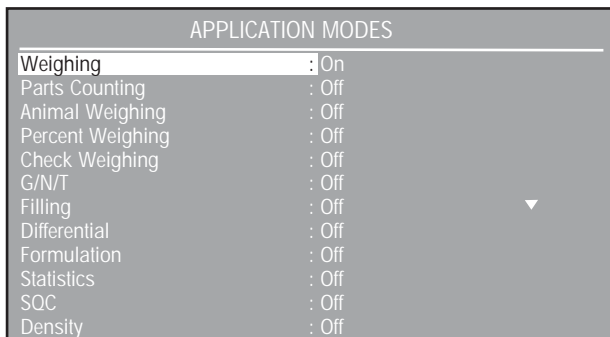 APPLICATION MODES
Weighing : On
Parts Counting : Off
Animal Weighing : Off
Percent Weighing : Off
Check Weighing : Off
G/N/T : Off
Filling : Off
Differential : Off
Formulation : Off
Statistics : Off
SQC : Off
Density : Off